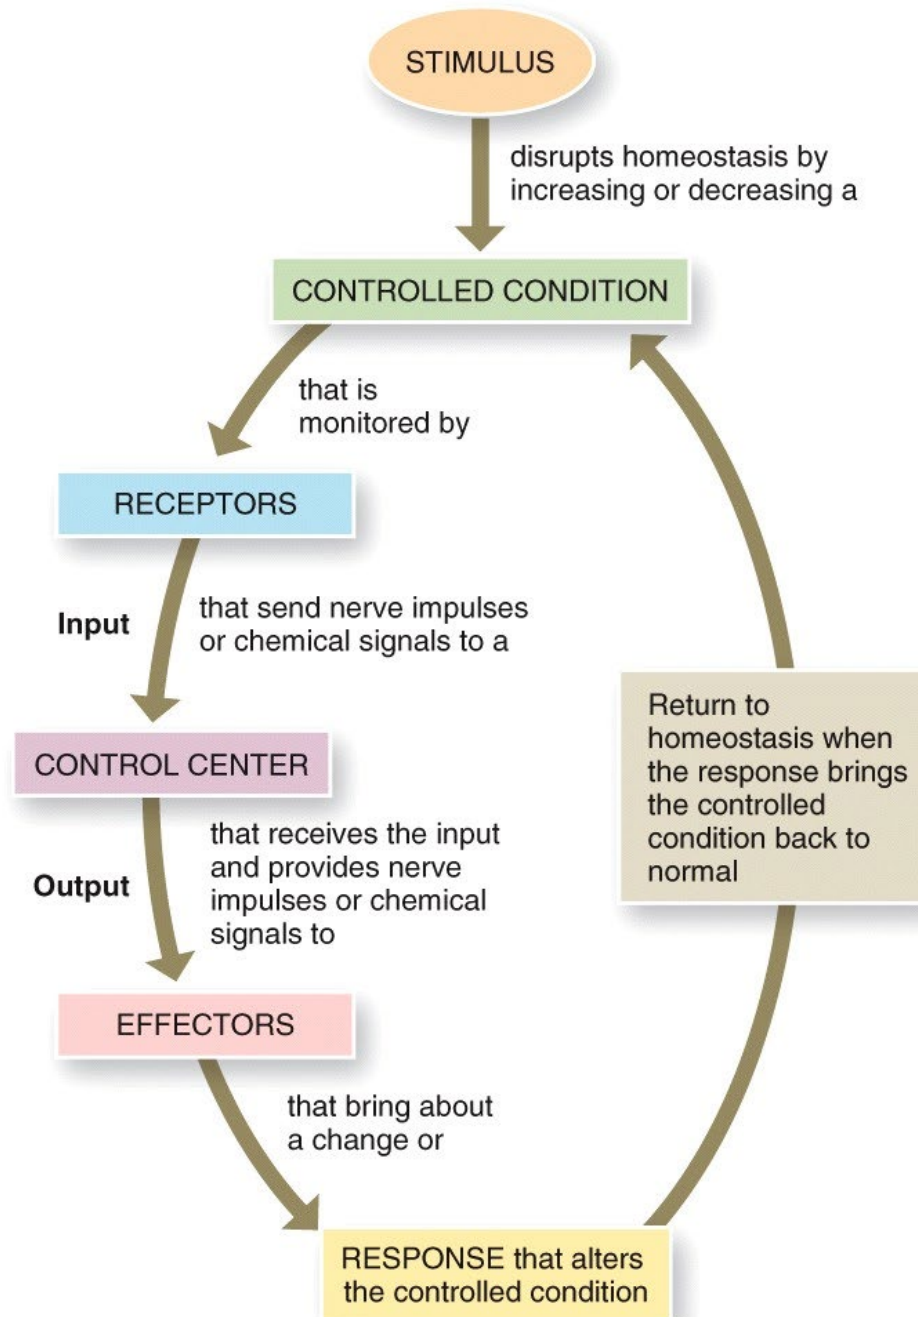 STIMULUS
disrupts homeostasis by
increasing or decreasing a
CONTROLLED CONDITION
that is
monitored by
RECEPTORS
Input
that send nerve impulses
or chemical signals to a
CONTROL CENTER
Output
that receives the input
and provides nerve
impulses or chemical
signals to
EFFECTORS
that bring about
a change or
RESPONSE that alters
the controlled condition
Return to
homeostasis when
the response brings
the controlled
condition back to
normal